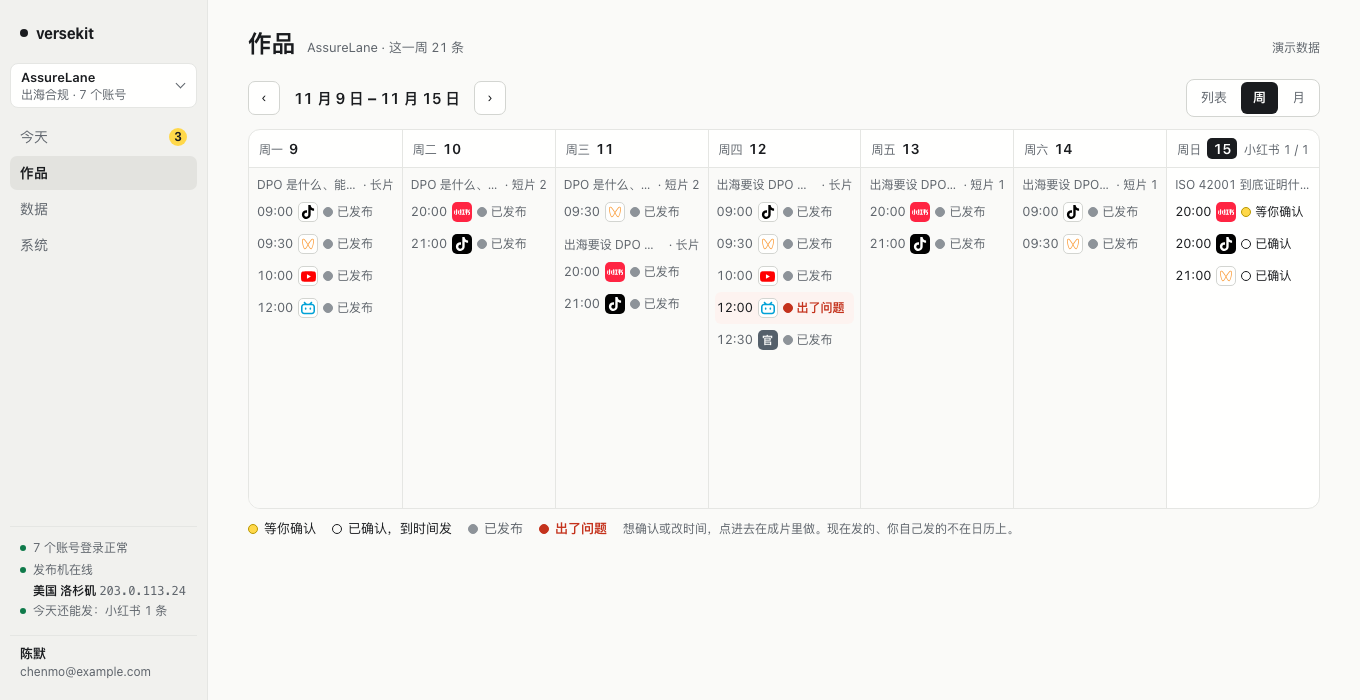 versekit
AssureLane
出海合规 · 7 个账号
今天 3
作品
数据
系统
7 个账号登录正常
发布机在线
美国 洛杉矶 203.0.113.24
今天还能发：小红书 1 条
陈默
chenmo@example.com
作品 AssureLane · 这一周 21 条
演示数据
‹ 11 月 9 日 – 11 月 15 日 ›
列表 周 月
周一 9
DPO 是什么、能... · 长片
09:00 已发布
09:30 已发布
10:00 已发布
12:00 已发布
周二 10
DPO 是什么、... · 短片 2
20:00 小红书 已发布
21:00 已发布
周三 11
DPO 是什么、... · 短片 2
09:30 已发布
出海要设 DPO ... · 长片
20:00 小红书 已发布
21:00 已发布
周四 12
出海要设 DPO ... · 长片
09:00 已发布
09:30 已发布
10:00 已发布
12:00 出了问题
12:30 官 已发布
周五 13
出海要设 DPO... · 短片 1
20:00 小红书 已发布
21:00 已发布
周六 14
出海要设 DPO... · 短片 1
09:00 已发布
09:30 已发布
周日 15 小红书 1 / 1
ISO 42001 到底证明什...
20:00 小红书 等你确认
20:00 已确认
21:00 已确认
等你确认 已确认，到时间发 已发布 出了问题 想确认或改时间，点进去在成片里做。现在发的、你自己发的不在日历上。